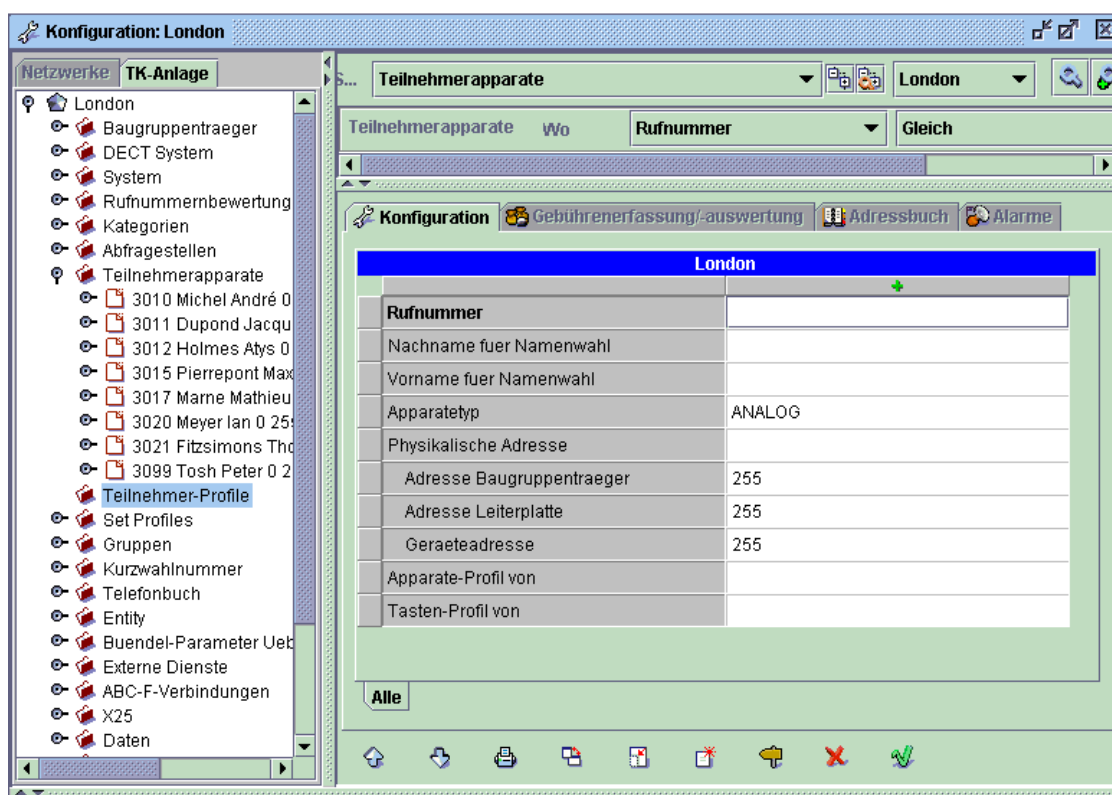 Konfiguration: London
Netzwerke TK-Anlage
London
Baugruppentraeger
DECT System
System
Rufnummernbewertung
Kategorien
Abfragestellen
Teilnehmerapparate
3010 Michel André 0
3011 Dupond Jacqu
3012 Holmes Atys 0
3015 Pierrepont Max
3017 Marne Mathieu
3020 Meyer Ian 0 25
3021 Fitzsimons Tho
3099 Tosh Peter 0 2
Teilnehmer-Profile
Set Profiles
Gruppen
Kurzwahlnummer
Telefonbuch
Entity
Buendel-Parameter Ueb
Externe Dienste
ABC-F-Verbindungen
X25
Daten
S... Teilnehmerapparate London
Teilnehmerapparate Wo Rufnummer Gleich
Konfiguration Gebührenerfassung/-auswertung Adressbuch Alarme
London
Rufnummer
Nachname fuer Namenwahl
Vorname fuer Namenwahl
Apparatetyp ANALOG
Physikalische Adresse
Adresse Baugruppentraeger 255
Adresse Leiterplatte 255
Geraeteadresse 255
Apparate-Profil von
Tasten-Profil von
Alle